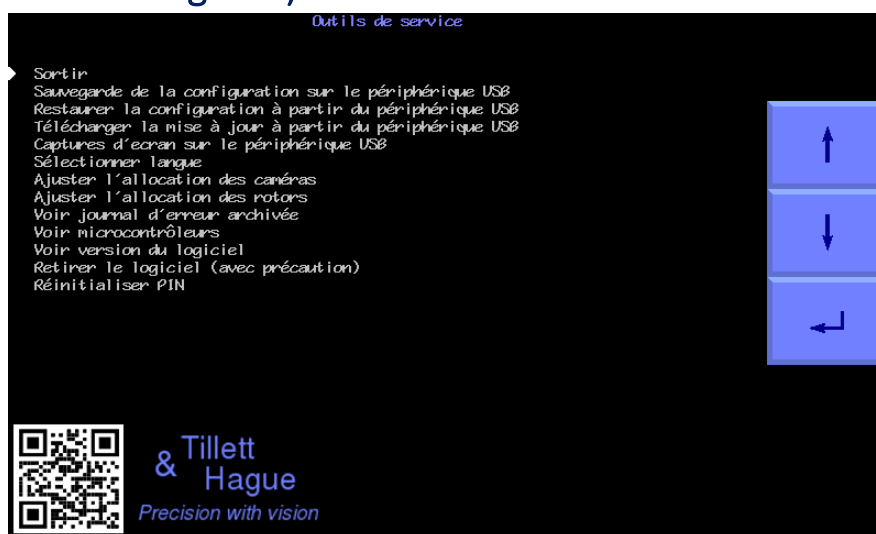 Outils de service
Sortir
Sauvegarde de la configuration sur le périphérique USB
Restaurer la configuration à partir du périphérique USB
Télécharger la mise à jour à partir du périphérique USB
Captures d'ecran sur le périphérique USB
Sélectionner langue
Ajuster l'allocation des caméras
Ajuster l'allocation des rotors
Voir journal d'erreur archivée
Voir microcontrôleurs
Voir version du logiciel
Retirer le logiciel (avec précaution)
Réinitialiser PIN
& Tillett
Hague
Precision with vision